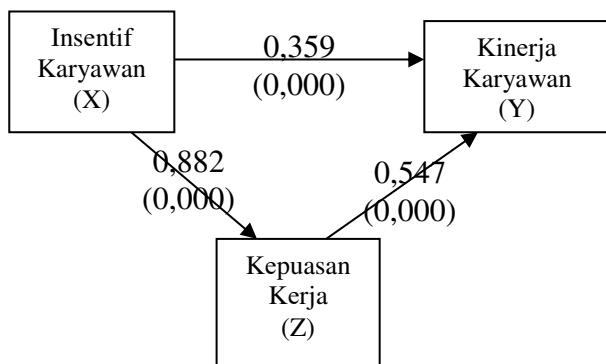 Insentif
Karyawan
(X)
0,359
(0,000)
Kinerja
Karyawan
(Y)
0,882
(0,000)
0,547
(0,000)
Kepuasan
Kerja
(Z)